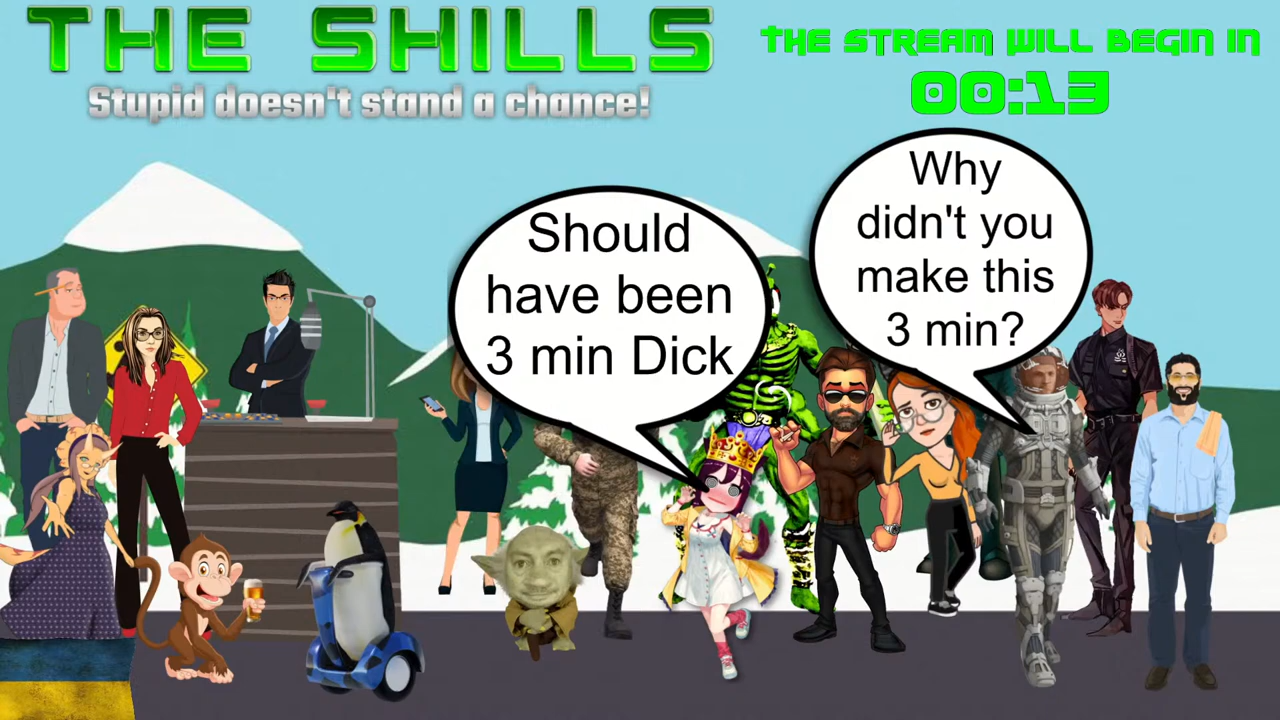 THE SHILLS
Stupid doesn't stand a chance!
THE STREAM WILL BEGIN IN
00:13
Should
have been
3 min Dick
Why
didn't you
make this
3 min?